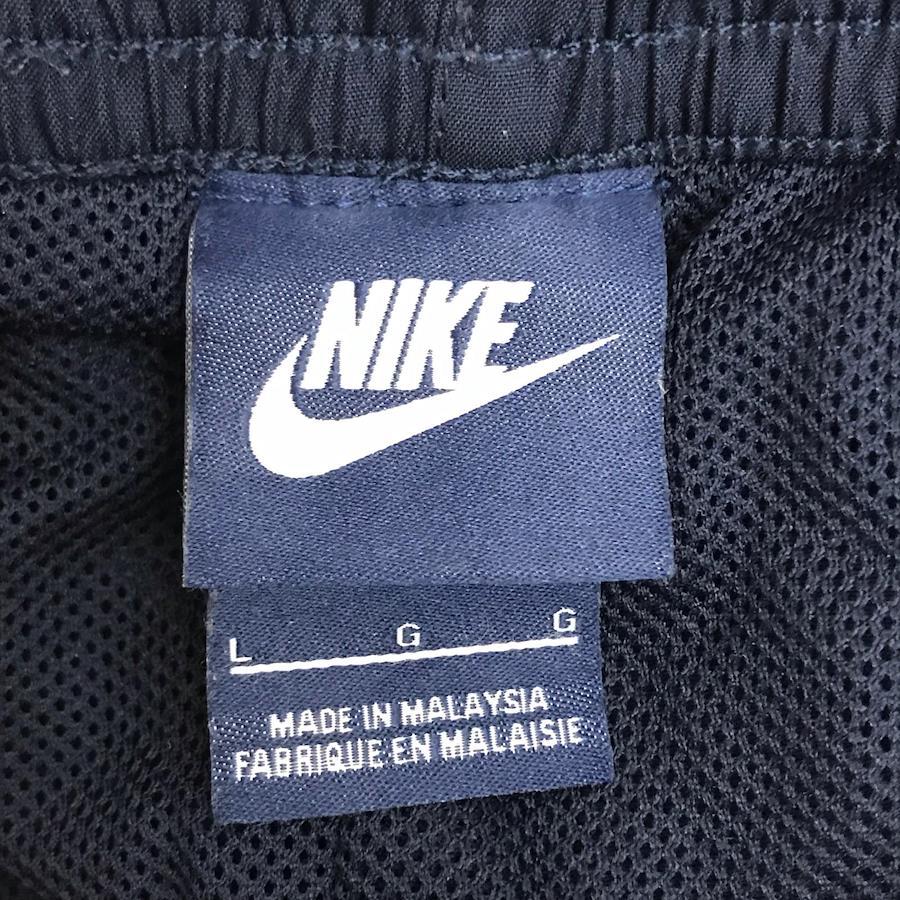 NIKE
L G G
MADE IN MALAYSIA
FABRIQUE EN MALAISIE